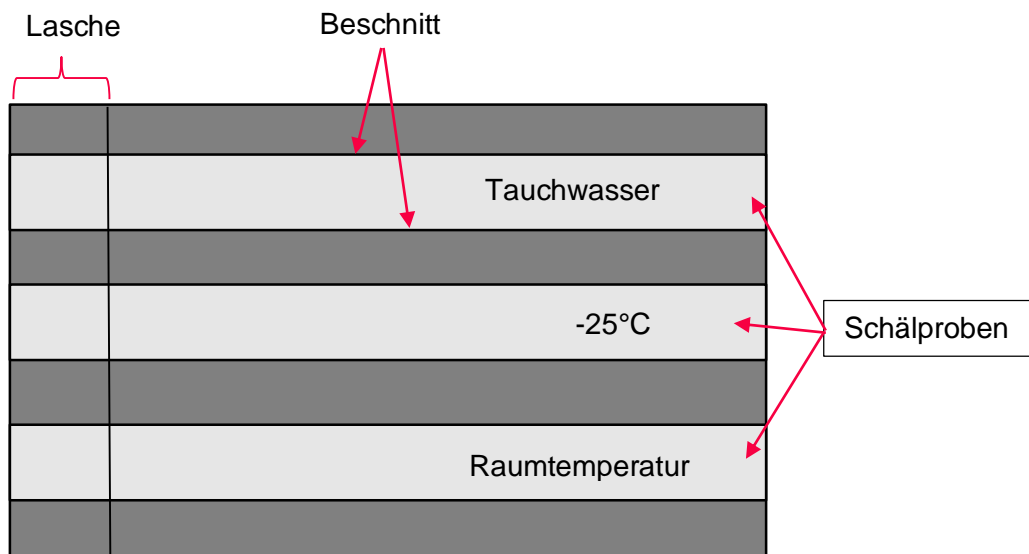 Lasche
Beschnitt
Tauchwasser
-25°C
Schälproben
Raumtemperatur